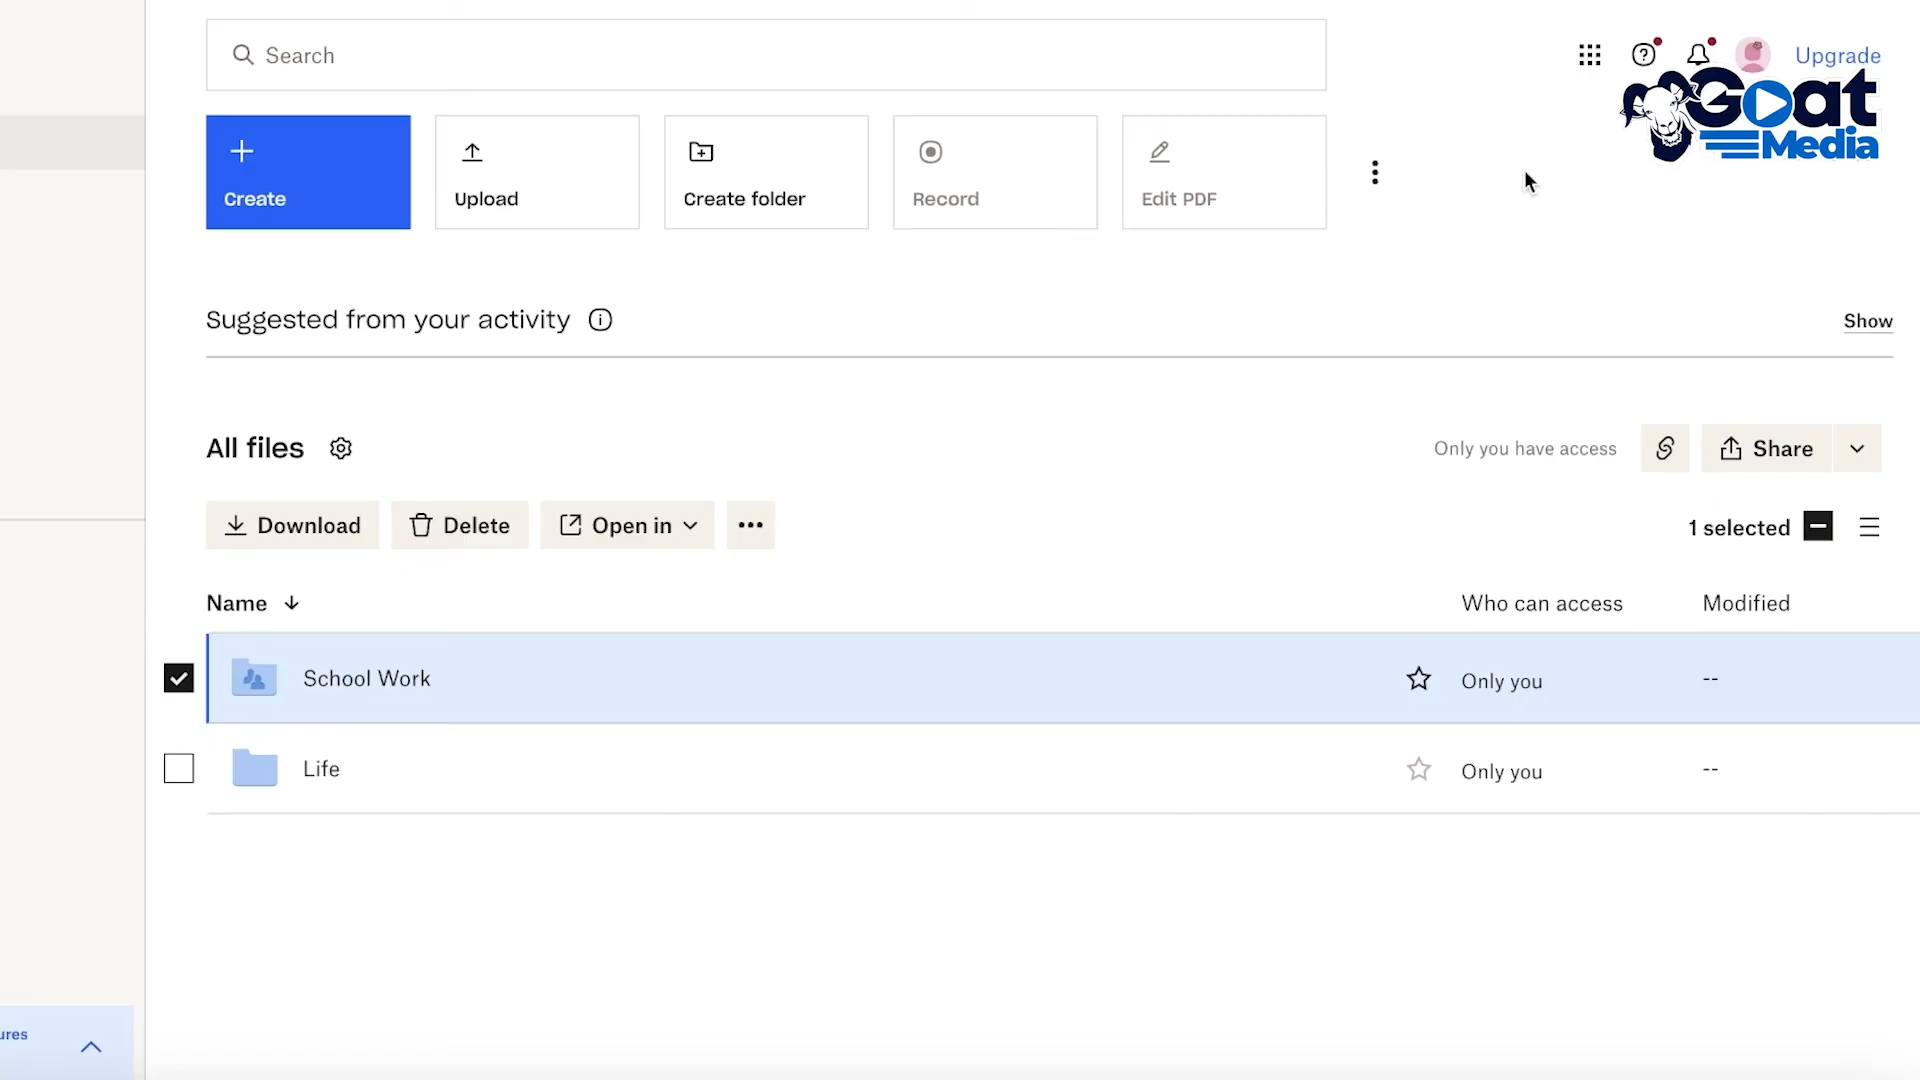 Search
Upgrade
Goat
Media
Create
Upload
Create folder
Record
Edit PDF
Suggested from your activity
Show
All files
Only you have access
Share
Download
Delete
Open in
1 selected
Name
Who can access
Modified
School Work
Only you
--
Life
Only you
--
ures